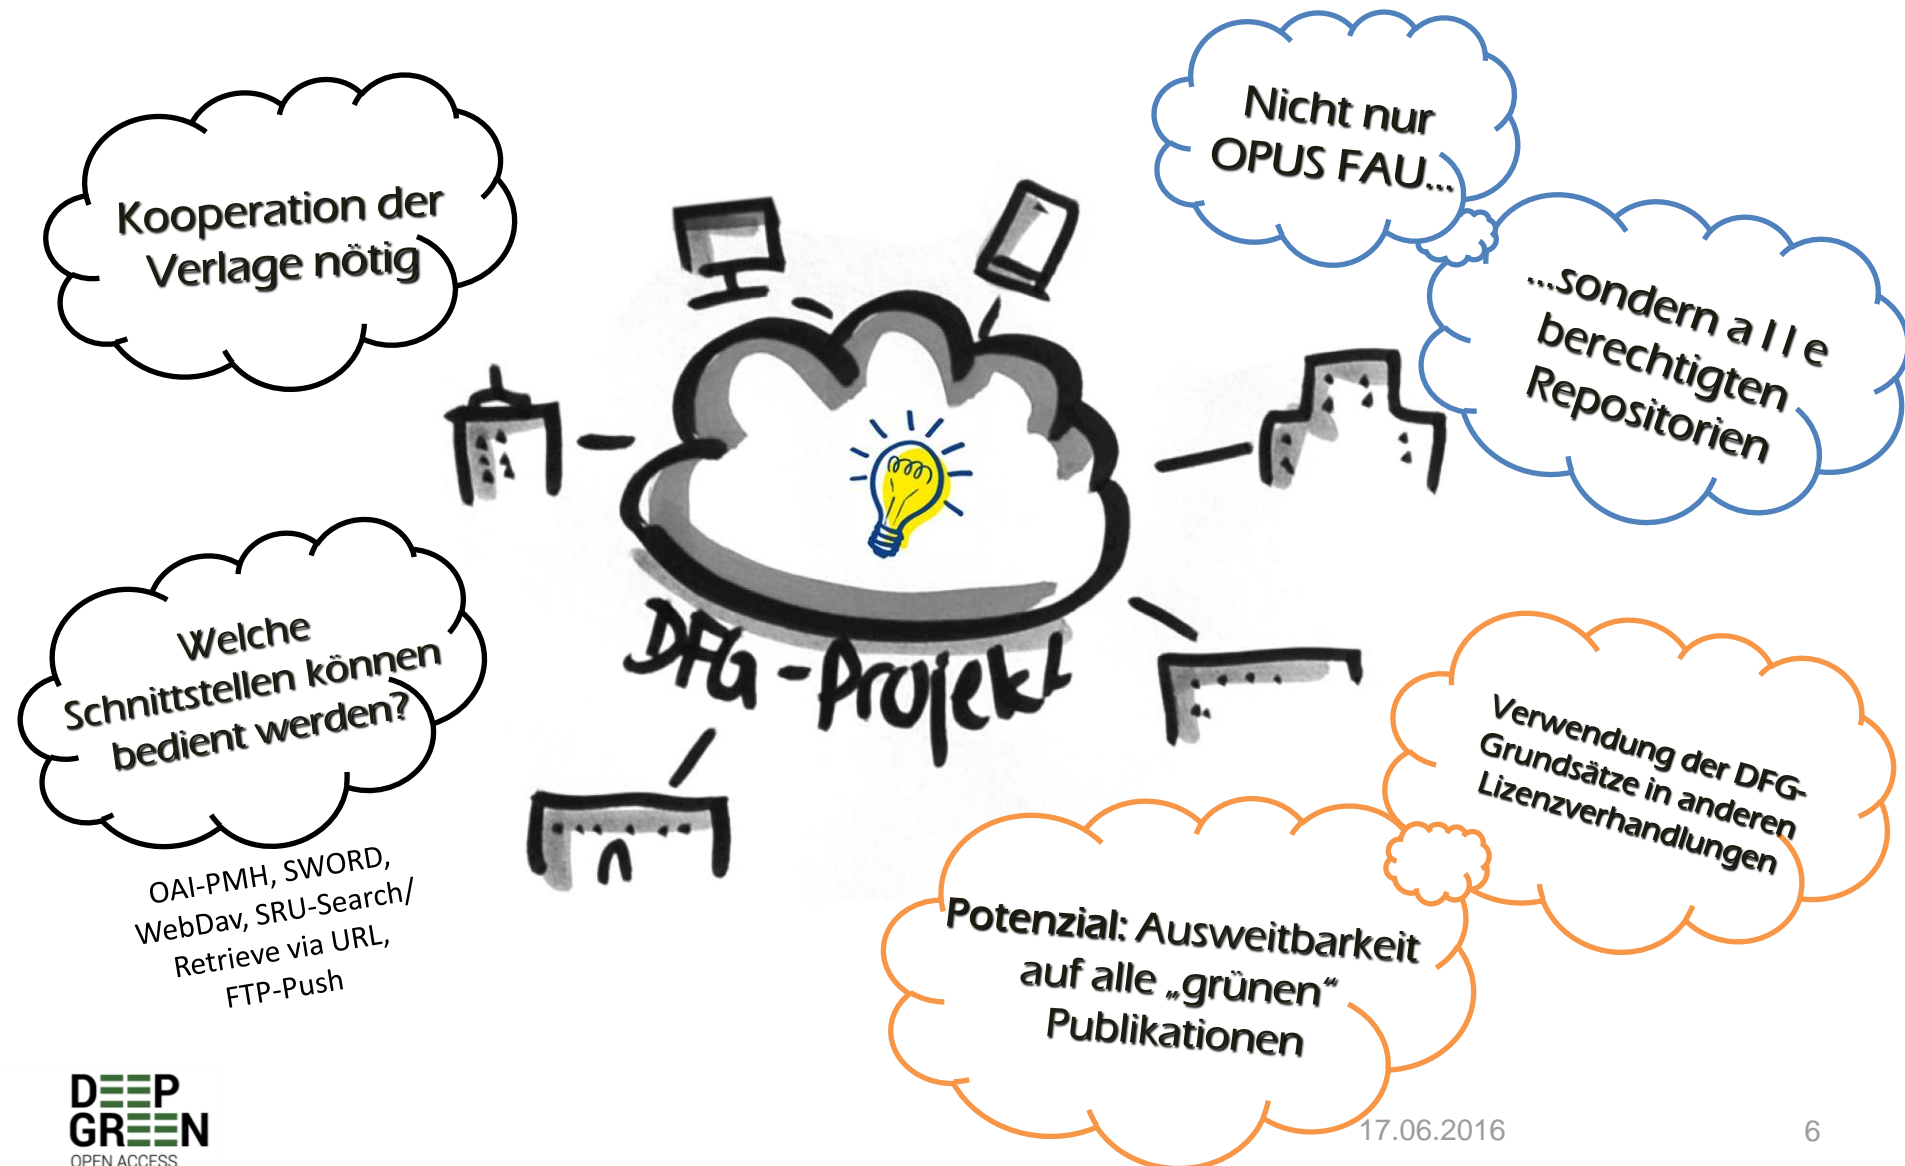 Kooperation der
Verlage nötig
Nicht nur
OPUS FAU...
...sondern a l l e
berechtigten
Repositorien
DFG-Projekt
Welche
Schnittstellen können
bedient werden?
OAI-PMH, SWORD,
WebDav, SRU-Search/
Retrieve via URL,
FTP-Push
Verwendung der DFG-
Grundsätze in anderen
Lizenzverhandlungen
Potenzial: Ausweitbarkeit
auf alle „grünen“
Publikationen
DEEP
GREEN
OPEN ACCESS
17.06.2016
6